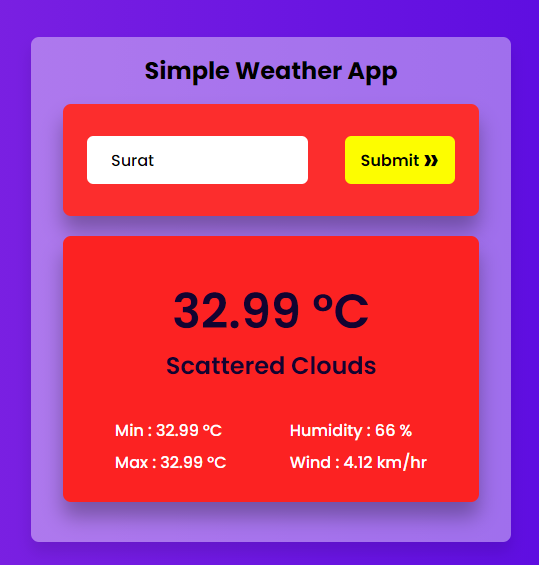 Simple Weather App
Surat
Submit »
32.99 °C
Scattered Clouds
Min : 32.99 °C
Humidity : 66 %
Max : 32.99 °C
Wind : 4.12 km/hr